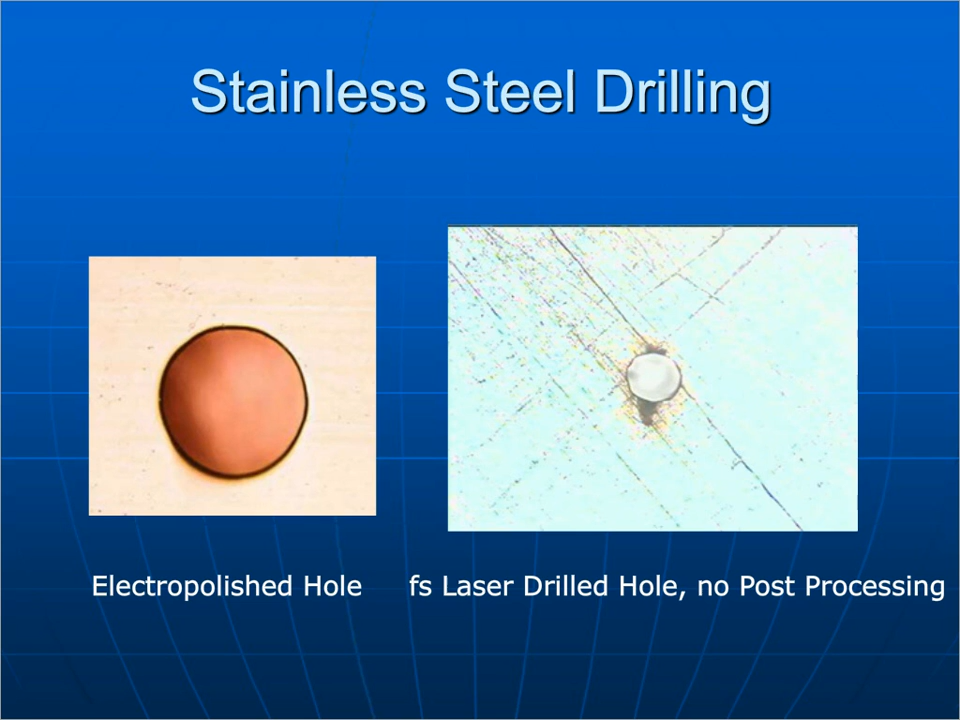 Stainless Steel Drilling
Electropolished Hole
fs Laser Drilled Hole, no Post Processing